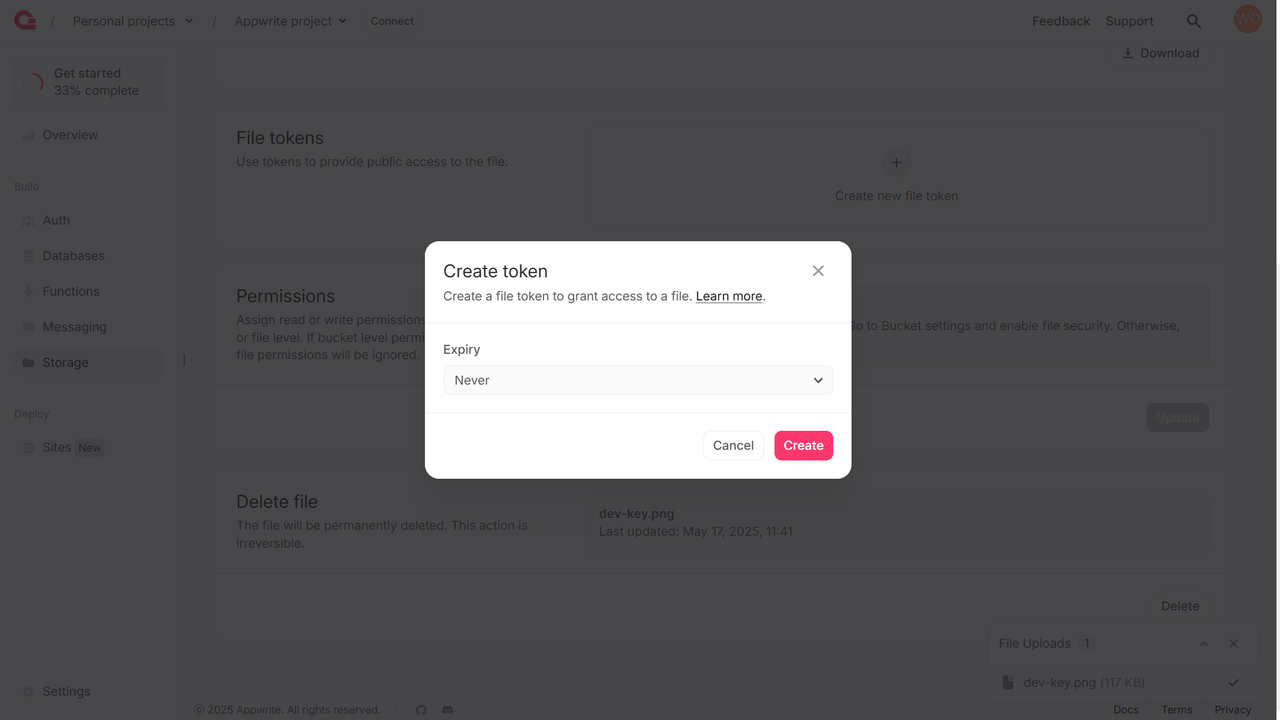 / Personal projects / Appwrite project Connect Feedback Support WO
Get started
33% complete
Overview
Build
Auth
Databases
Functions
Messaging
Storage
Deploy
Sites New
Settings
Download
File tokens
Use tokens to provide public access to the file.
Create new file token
Permissions
Assign read or write permissions
or file level. If bucket level permi
file permissions will be ignored.
Go to Bucket settings and enable file security. Otherwise,
Update
Create token
Create a file token to grant access to a file. Learn more.
Expiry
Never
Cancel Create
Delete file
The file will be permanently deleted. This action is
irreversible.
dev-key.png
Last updated: May 17, 2025, 11:41
Delete
File Uploads 1
dev-key.png (117 KB)
© 2025 Appwrite. All rights reserved. Docs Terms Privacy